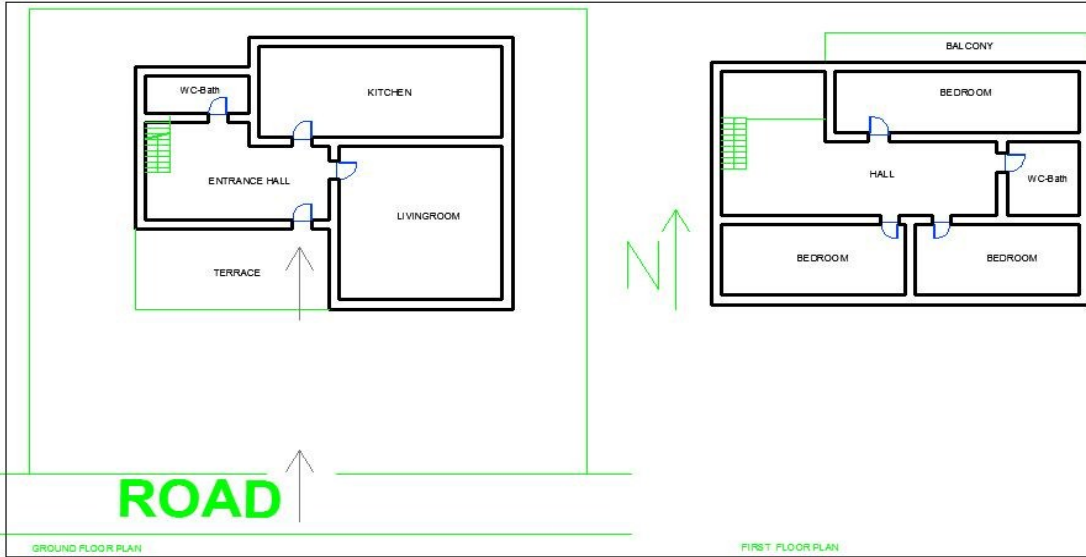 WC-Bath
KITCHEN
ENTRANCE HALL
LIVINGROOM
TERRACE
ROAD
GROUND FLOOR PLAN
BALCONY
BEDROOM
HALL
WC-Bath
N
BEDROOM
BEDROOM
FIRST FLOOR PLAN